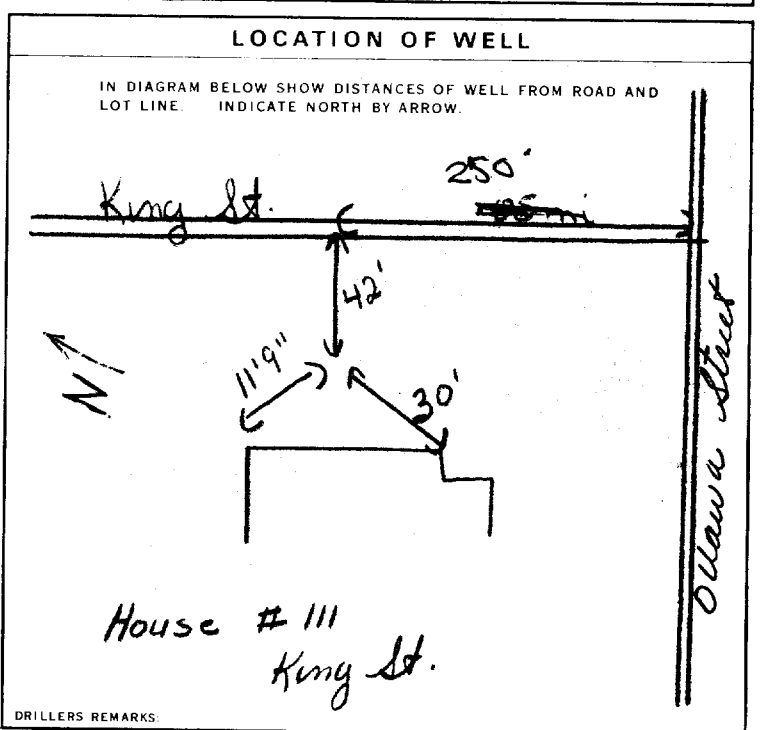 LOCATION OF WELL
IN DIAGRAM BELOW SHOW DISTANCES OF WELL FROM ROAD AND
LOT LINE. INDICATE NORTH BY ARROW.
250'
King St.
42'
11'9"
30'
N
Ottawa Street
House # 111
King St.
DRILLERS REMARKS: